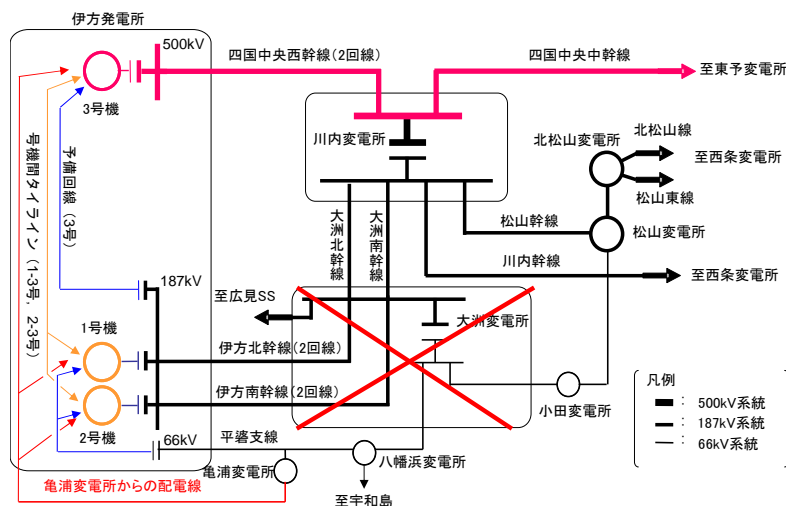 伊方発電所
500kV
四国中央西幹線(2回線)
四国中央中幹線
至東予変電所
3号機
川内変電所
北松山変電所
北松山線
至西条変電所
松山東線
号機間タイライン（1-3号，2-3号）
予備回線（3号）
大洲北幹線
大洲南幹線
松山幹線
松山変電所
川内幹線
至西条変電所
187kV
至広見SS
大洲変電所
1号機
伊方北幹線(2回線)
伊方南幹線(2回線)
2号機
66kV
平碆支線
小田変電所
亀浦変電所
八幡浜変電所
亀浦変電所からの配電線
至宇和島
凡例
： 500kV系統
： 187kV系統
： 66kV系統